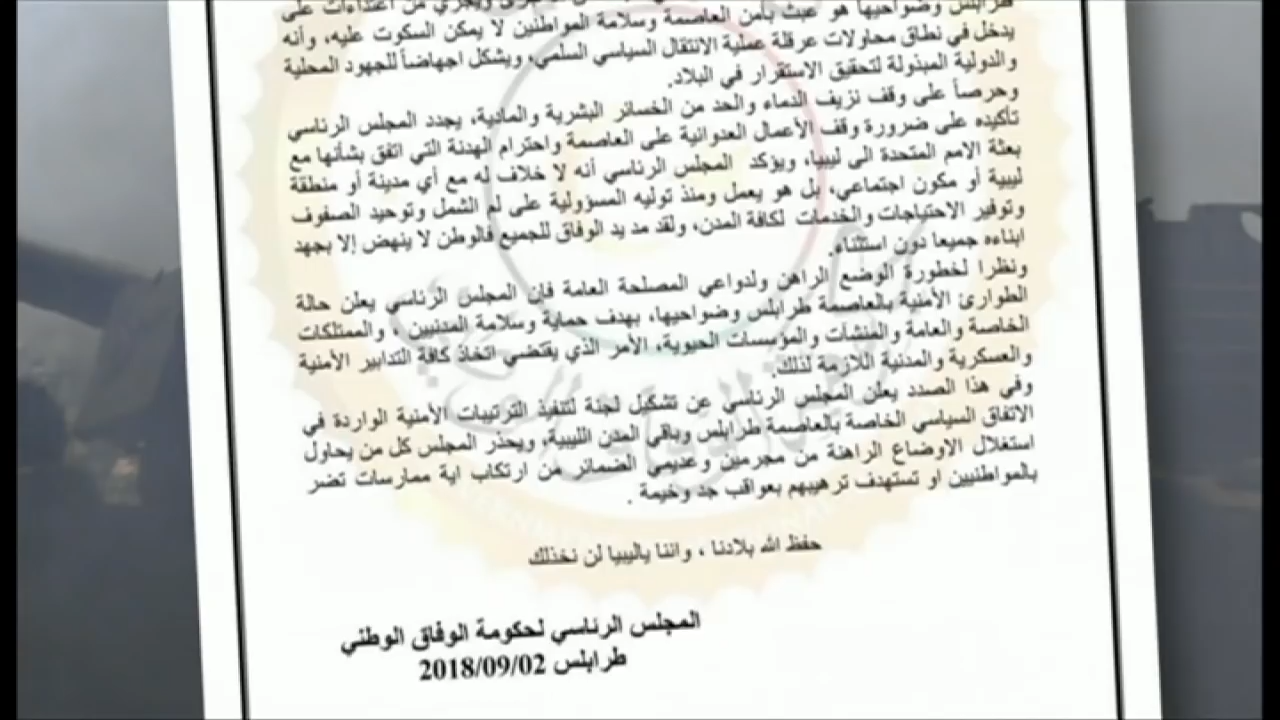 طرابلس وضواحيها هو عبث بأمن العاصمة وسلامة المواطنين لا يمكن السكوت عليه، وأنه
يدخل في نطاق محاولات عرقلة عملية الانتقال السياسي السلمي، ويشكل اجهاضاً للجهود المحلية
والدولية المبذولة لتحقيق الاستقرار في البلاد.
وحرصاً على وقف نزيف الدماء والحد من الخسائر البشرية والمادية، يجدد المجلس الرئاسي
تأكيده على ضرورة وقف الأعمال العدوانية على العاصمة واحترام الهدنة التي اتفق بشأنها مع
بعثة الامم المتحدة الى ليبيا، ويؤكد المجلس الرئاسي أنه لا خلاف له مع أي مدينة أو منطقة
ليبية أو مكون اجتماعي، بل هو يعمل ومنذ توليه المسؤولية على لم الشمل وتوحيد الصفوف
وتوفير الاحتياجات والخدمات لكافة المدن، ولقد مد يد الوفاق للجميع فالوطن لا ينهض إلا بجهد
ابناءه جميعا دون استثناء.
ونظرا لخطورة الوضع الراهن ولدواعي المصلحة العامة فإن المجلس الرئاسي يعلن حالة
الطوارئ الأمنية بالعاصمة طرابلس وضواحيها، بهدف حماية وسلامة المدنيين ، والممتلكات
الخاصة والعامة والمنشآت والمؤسسات الحيوية، الأمر الذي يقتضي اتخاذ كافة التدابير الأمنية
والعسكرية والمدنية اللازمة لذلك.
وفي هذا الصدد يعلن المجلس الرئاسي عن تشكيل لجنة لتنفيذ الترتيبات الأمنية الواردة في
الاتفاق السياسي الخاصة بالعاصمة طرابلس وباقي المدن الليبية، ويحذر المجلس كل من يحاول
استغلال الاوضاع الراهنة من مجرمين وعديمي الضمائر من ارتكاب اية ممارسات تضر
بالمواطنيين او تستهدف ترهيبهم بعواقب جد وخيمة .
حفظ الله بلادنا ، واننا ياليبيا لن نخذلك
المجلس الرئاسي لحكومة الوفاق الوطني
طرابلس 2018/09/02